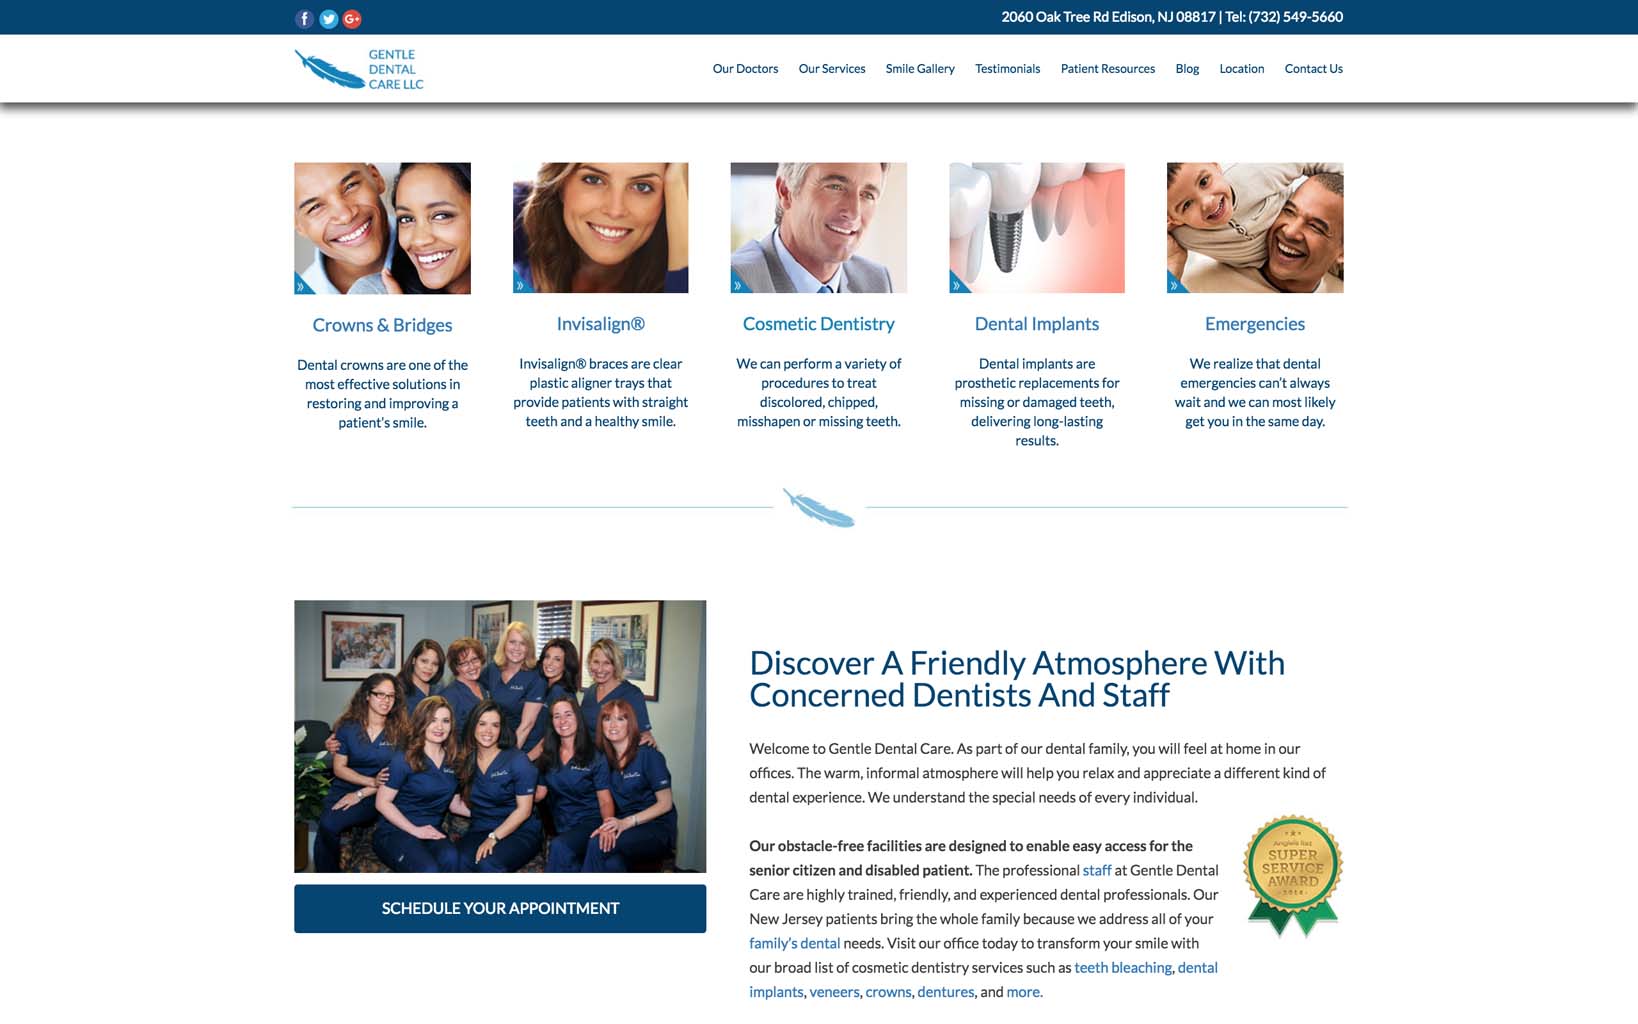 2060 Oak Tree Rd Edison, NJ 08817 | Tel: (732) 549-5660
GENTLE
DENTAL
CARE LLC
Our Doctors
Our Services
Smile Gallery
Testimonials
Patient Resources
Blog
Location
Contact Us
Crowns & Bridges
Dental crowns are one of the
most effective solutions in
restoring and improving a
patient's smile.
Invisalign®
Invisalign® braces are clear
plastic aligner trays that
provide patients with straight
teeth and a healthy smile.
Cosmetic Dentistry
We can perform a variety of
procedures to treat
discolored, chipped,
misshapen or missing teeth.
Dental Implants
Dental implants are
prosthetic replacements for
missing or damaged teeth,
delivering long-lasting
results.
Emergencies
We realize that dental
emergencies can't always
wait and we can most likely
get you in the same day.
SCHEDULE YOUR APPOINTMENT
Discover A Friendly Atmosphere With
Concerned Dentists And Staff
Welcome to Gentle Dental Care. As part of our dental family, you will feel at home in our
offices. The warm, informal atmosphere will help you relax and appreciate a different kind of
dental experience. We understand the special needs of every individual.
Our obstacle-free facilities are designed to enable easy access for the
senior citizen and disabled patient. The professional staff at Gentle Dental
Care are highly trained, friendly, and experienced dental professionals. Our
New Jersey patients bring the whole family because we address all of your
family's dental needs. Visit our office today to transform your smile with
our broad list of cosmetic dentistry services such as teeth bleaching, dental
implants, veneers, crowns, dentures, and more.
Angie's list
SUPER
SERVICE
AWARD